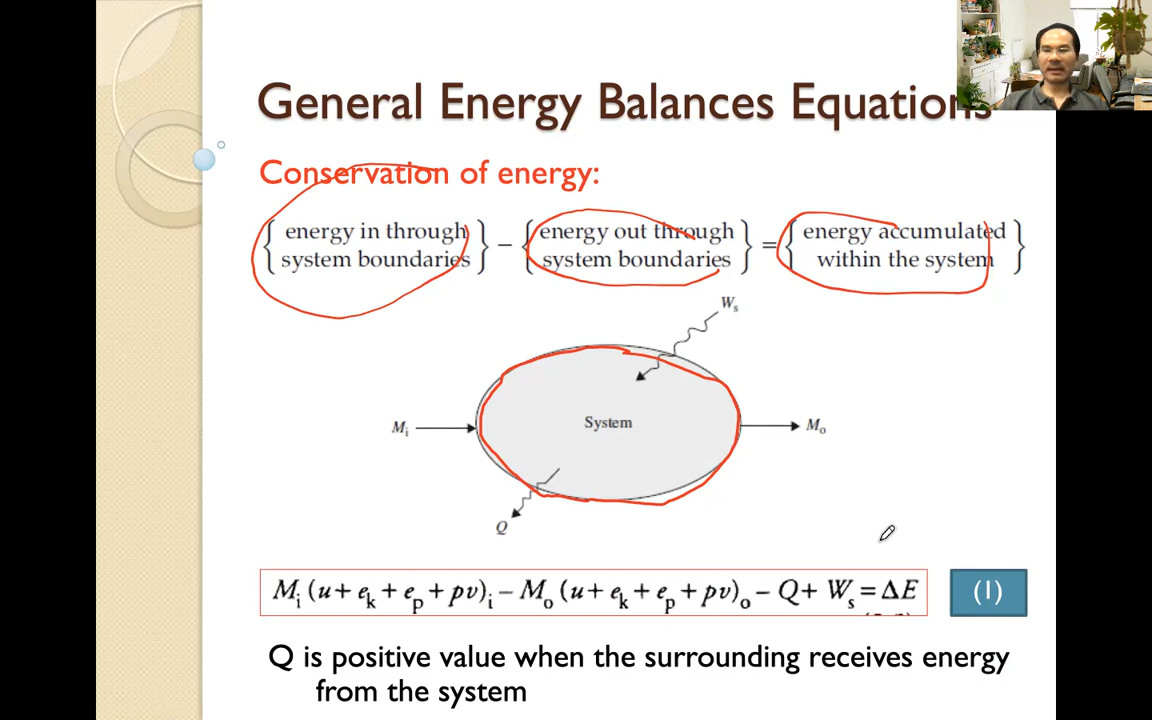 General Energy Balances Equations
Conservation of energy:
{ energy in through system boundaries } − { energy out through system boundaries } = { energy accumulated within the system }
Wₛ
System
Mᵢ
Mₒ
Q
Mᵢ (u + eₖ + eₚ + pv)ᵢ − Mₒ (u + eₖ + eₚ + pv)ₒ − Q + Wₛ = ΔE
(1)
Q is positive value when the surrounding receives energy
from the system